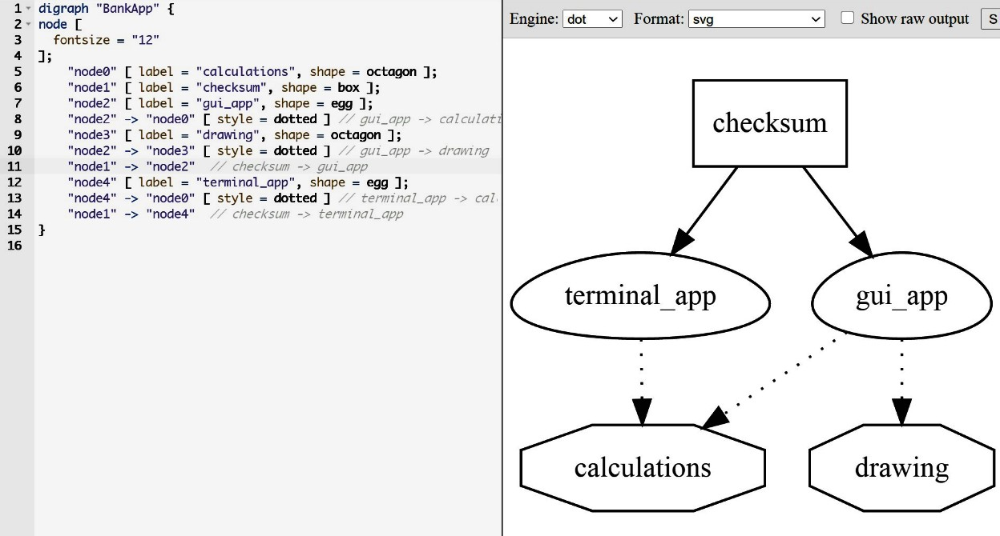 1 digraph "BankApp" {
2 node [
3 fontsize = "12"
4 ];
5 "node0" [ label = "calculations", shape = octagon ];
6 "node1" [ label = "checksum", shape = box ];
7 "node2" [ label = "gui_app", shape = egg ];
8 "node2" -> "node0" [ style = dotted ] // gui_app -> calculati
9 "node3" [ label = "drawing", shape = octagon ];
10 "node2" -> "node3" [ style = dotted ] // gui_app -> drawing
11 "node1" -> "node2" // checksum -> gui_app
12 "node4" [ label = "terminal_app", shape = egg ];
13 "node4" -> "node0" [ style = dotted ] // terminal_app -> cal
14 "node1" -> "node4" // checksum -> terminal_app
15 }
16
Engine: dot Format: svg Show raw output S
checksum
terminal_app gui_app
calculations drawing